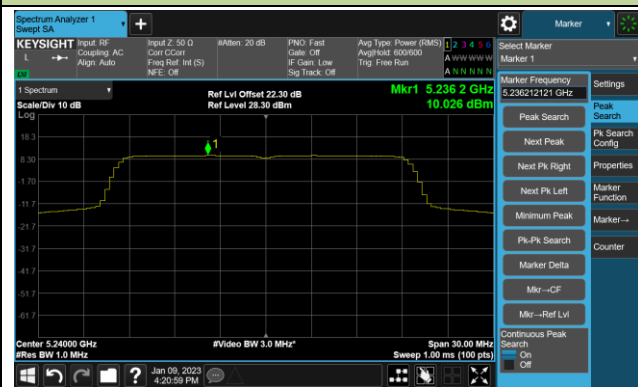 Spectrum Analyzer 1
Swept SA
Marker
KEYSIGHT Input: RF Input Z: 50 Ω #Atten: 20 dB PNO: Fast Avg Type: Power (RMS) 1 2 3 4 5 6
L Coupling: AC Corr CCorr Gate: Off Avg|Hold: 600/600 A W W W W W
Align: Auto Freq Ref: Int (S) IF Gain: Low Trig: Free Run
LXI NFE: Off Sig Track: Off A N N N N N
Select Marker
Marker 1
1 Spectrum
Scale/Div 10 dB
Log
Ref Lvl Offset 22.30 dB
Ref Level 28.30 dBm
Mkr1 5.236 2 GHz
10.026 dBm
1
18.3
8.30
-1.70
-11.7
-21.7
-31.7
-41.7
-51.7
-61.7
Center 5.24000 GHz
#Video BW 3.0 MHz*
Span 30.00 MHz
#Res BW 1.0 MHz
Sweep 1.00 ms (100 pts)
Marker Frequency
5.236212121 GHz
Peak Search
Next Peak
Next Pk Right
Next Pk Left
Minimum Peak
Pk-Pk Search
Marker Delta
Mkr→CF
Mkr→Ref Lvl
Continuous Peak
Search
On
Off
Settings
Peak
Search
Pk Search
Config
Properties
Marker
Function
Marker→
Counter
?
Jan 09, 2023
4:20:59 PM